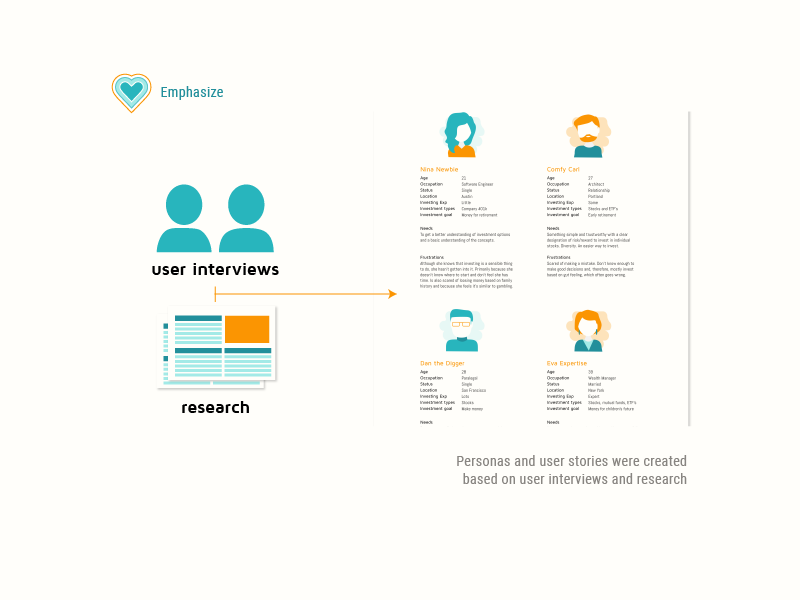 Emphasize
user interviews
research
Nina Newbie
Age 21
Occupation Software Engineer
Status Single
Location Austin
Investing Exp Little
Investment types Company 401k
Investment goal Money for retirement
Needs
To get a better understanding of investment options
and a basic understanding of the concepts.
Frustrations
Although she knows that investing is a sensible thing
to do, she hasn't gotten into it. Primarily because she
doesn't know where to start and don't feel she has
time. Is also scared of loosing money based on family
history and because she feels it's similar to gambling.
Comfy Carl
Age 37
Occupation Architect
Status Relationship
Location Portland
Investing Exp Some
Investment types Stocks and ETFs
Investment goal Early retirement
Needs
Something simple and trustworthy with a clear
designation of risk/reward to invest in individual
stocks. Diversify. An easier way to invest.
Frustrations
Scared of making a mistake. Don't know enough to
make good decisions and, therefore, mostly invest
based on gut feeling, which often goes wrong.
Dan the Digger
Age 28
Occupation Paralegal
Status Single
Location San Francisco
Investing Exp Lots
Investment types Stocks
Investment goal Make money
Needs
Eva Expertise
Age 39
Occupation Wealth Manager
Status Married
Location New York
Investing Exp Expert
Investment types Stocks, mutual funds, ETFs
Investment goal Money for children's future
Needs
Personas and user stories were created
based on user interviews and research